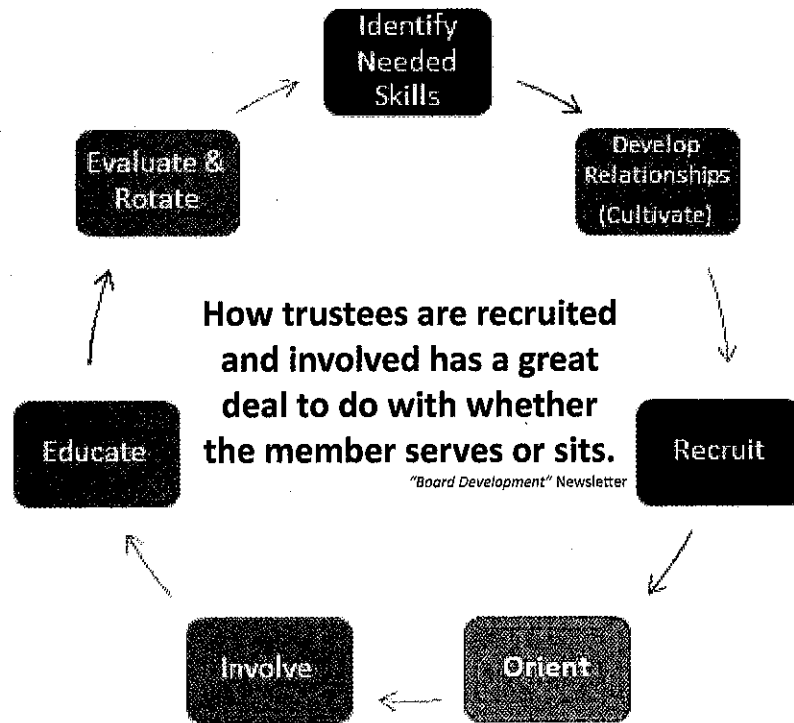 Identify
Needed
Skills
Develop
Relationships
(Cultivate)
Recruit
Orient
Involve
Educate
Evaluate &
Rotate
How trustees are recruited
and involved has a great
deal to do with whether
the member serves or sits.
"Board Development" Newsletter